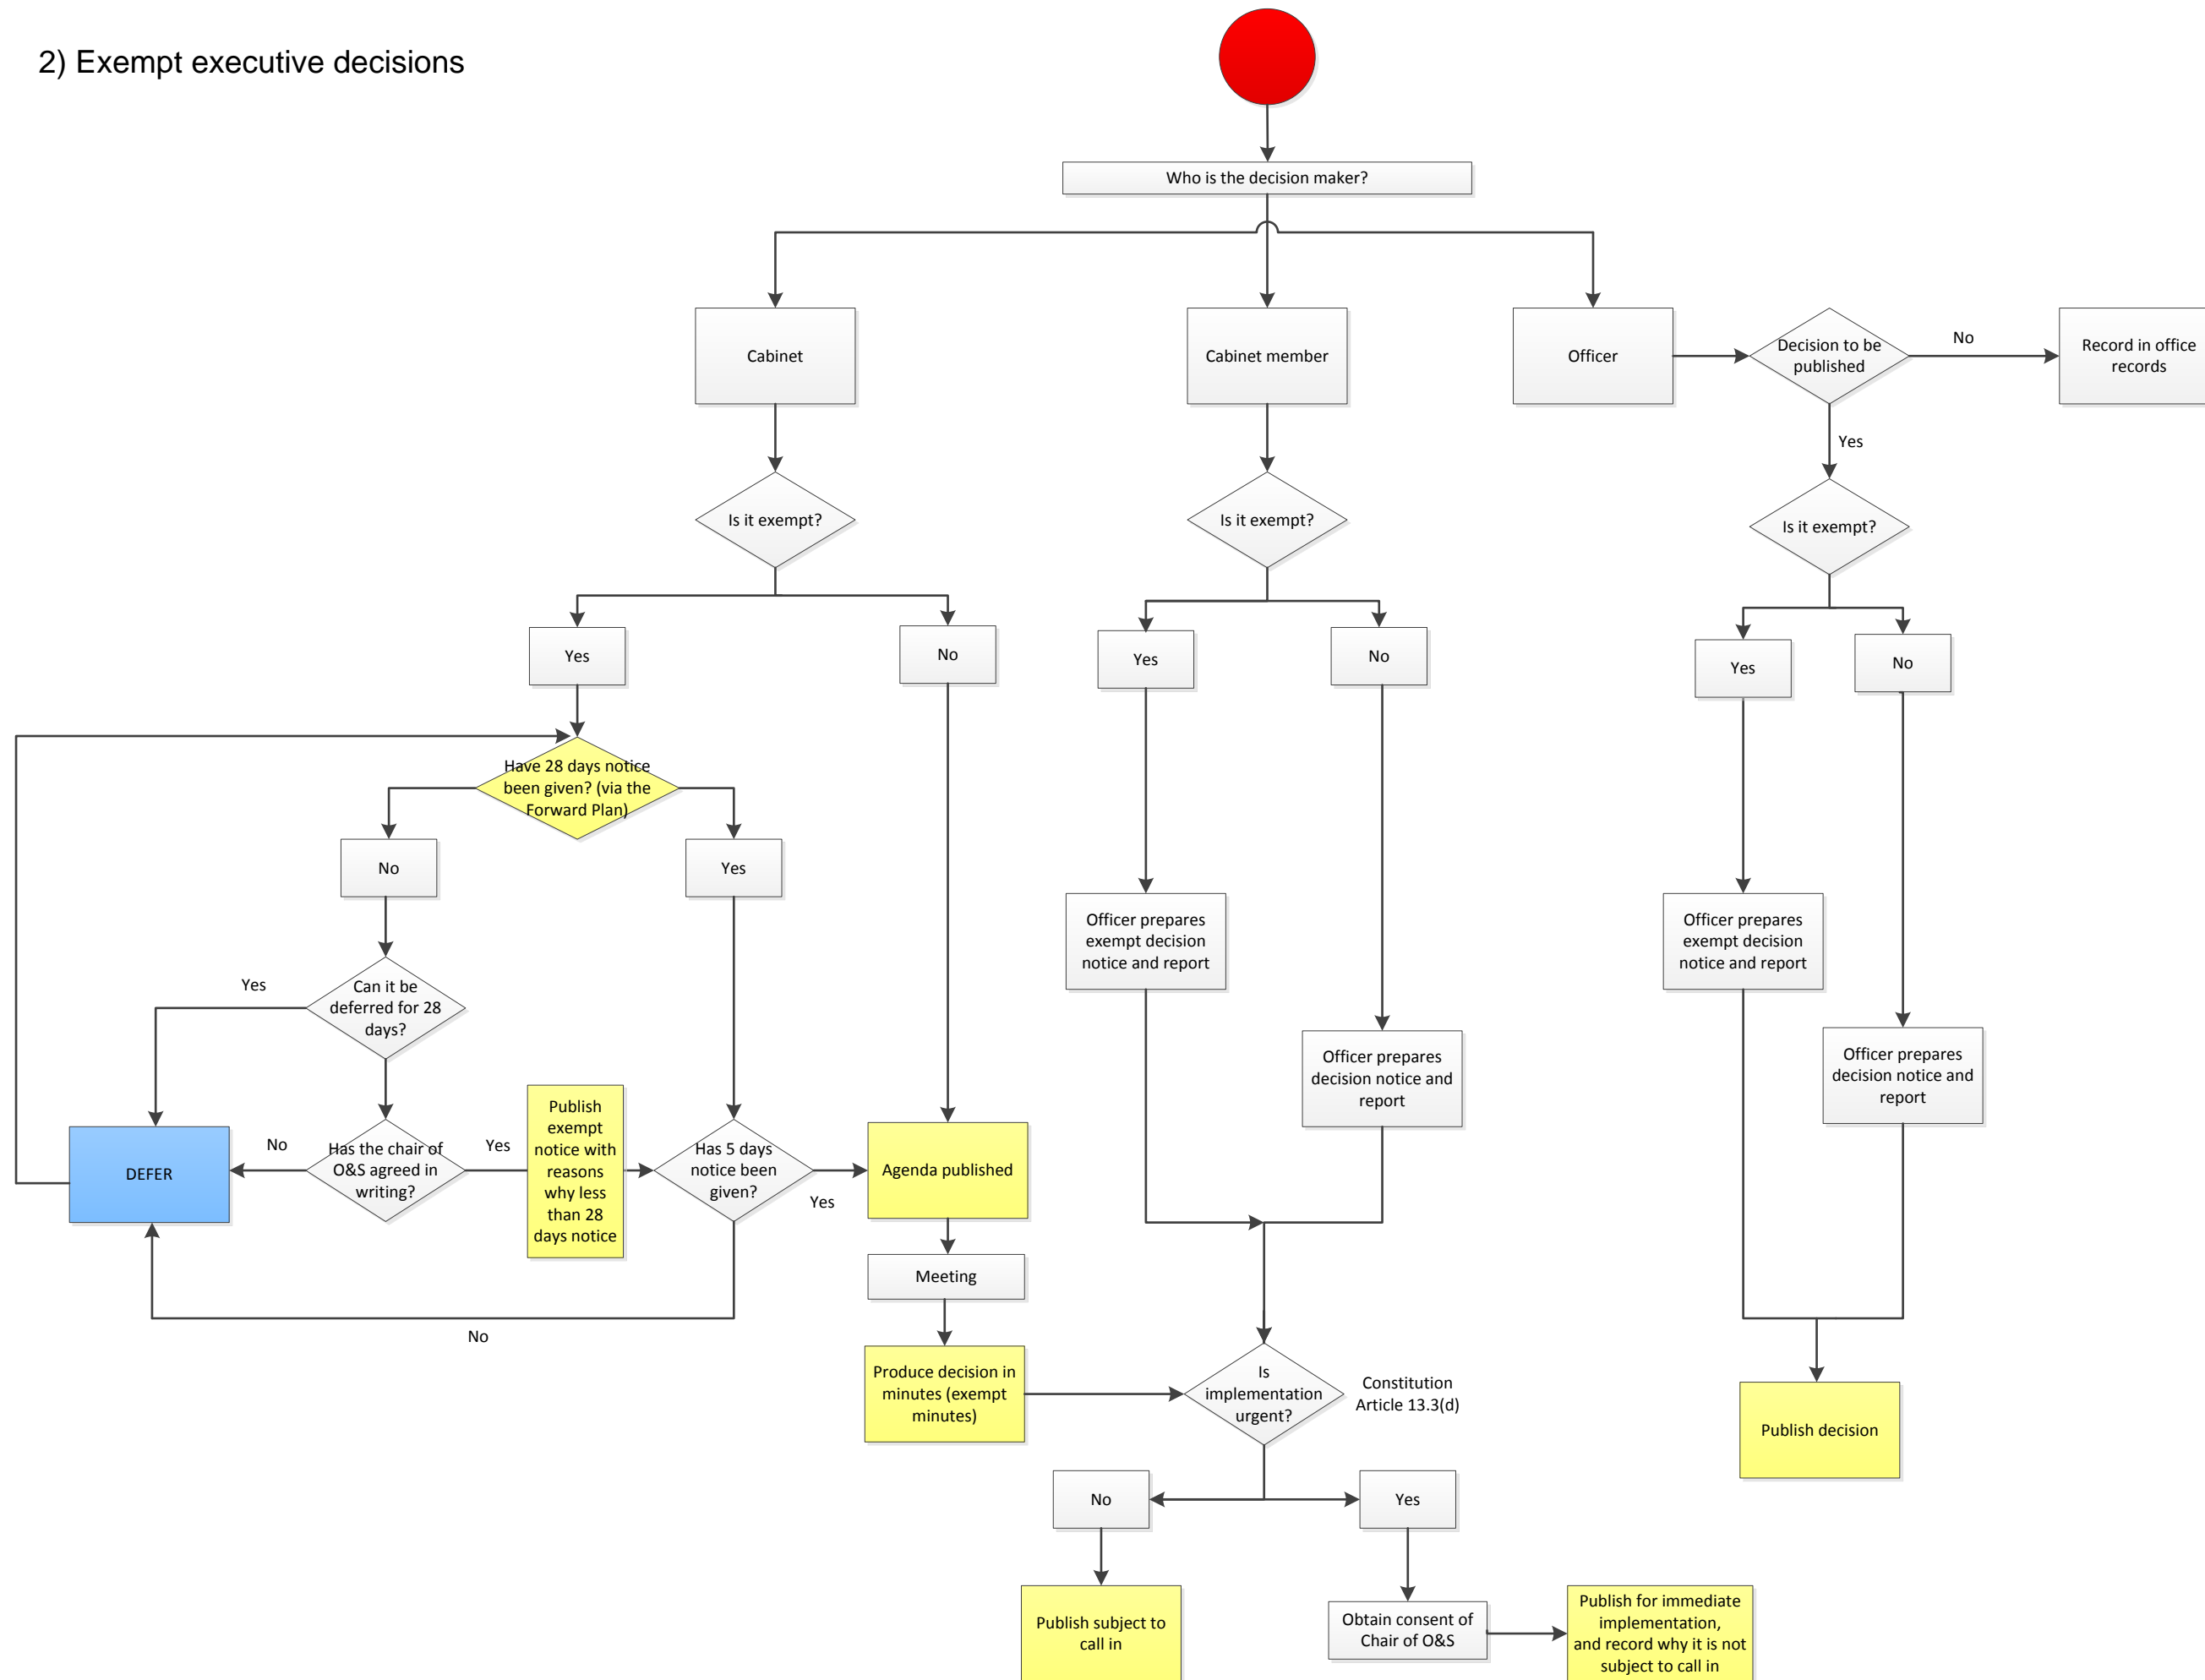 2) Exempt executive decisions
Who is the decision maker?
Cabinet
Cabinet member
Officer
Decision to be
published
No
Record in office
records
Yes
Is it exempt?
Is it exempt?
Is it exempt?
Yes
No
Yes
No
Yes
No
Have 28 days notice
been given? (via the
Forward Plan)
No
Yes
Officer prepares
exempt decision
notice and report
Officer prepares
exempt decision
notice and report
Yes
Can it be
deferred for 28
days?
Officer prepares
decision notice and
report
Officer prepares
decision notice and
report
DEFER
No
Has the chair of
O&S agreed in
writing?
Yes
Publish
exempt
notice with
reasons
why less
than 28
days notice
Has 5 days
notice been
given?
Yes
Agenda published
No
Meeting
Produce decision in
minutes (exempt
minutes)
Is
implementation
urgent?
Constitution
Article 13.3(d)
Publish decision
No
Yes
Publish subject to
call in
Obtain consent of
Chair of O&S
Publish for immediate
implementation,
and record why it is not
subject to call in